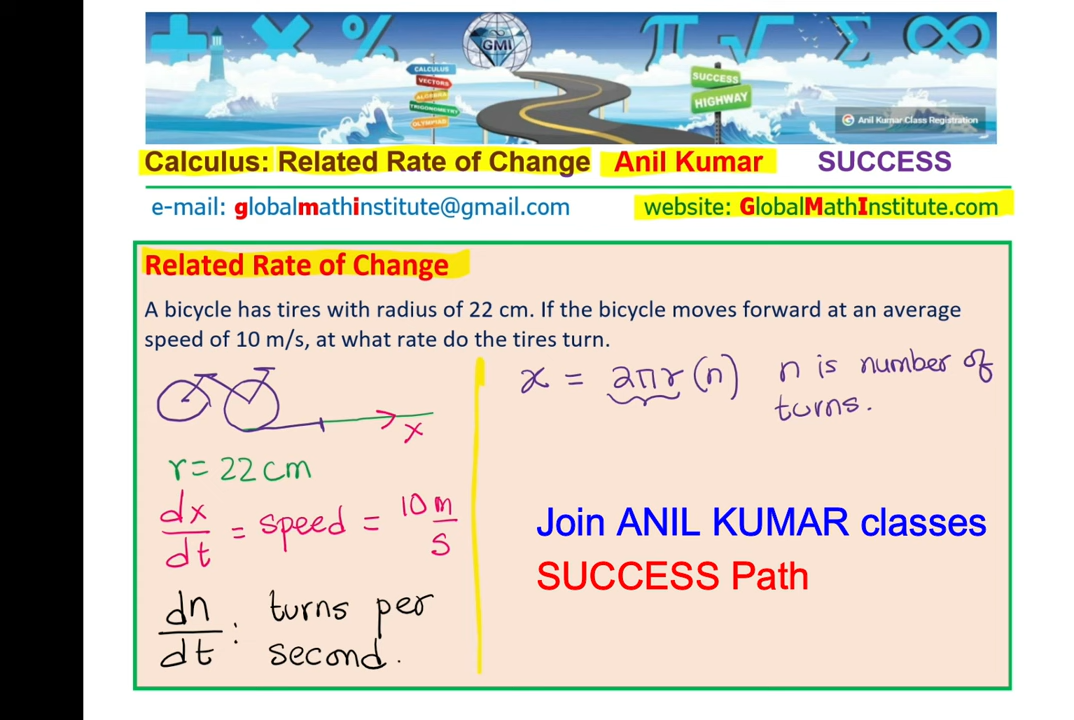 GMI
CALCULUS
VECTORS
ALGEBRA
TRIGONOMETRY
OLYMPIAD
SUCCESS
HIGHWAY
Anil Kumar Class Registration
Calculus: Related Rate of Change Anil Kumar SUCCESS
e-mail: globalmathinstitute@gmail.com website: GlobalMathInstitute.com
Related Rate of Change
A bicycle has tires with radius of 22 cm. If the bicycle moves forward at an average
speed of 10 m/s, at what rate do the tires turn.
x
r = 22 cm
dx/dt = speed = 10 m/s
dn/dt : turns per
second.
x = 2πr (n) n is number of
turns.
Join ANIL KUMAR classes
SUCCESS Path